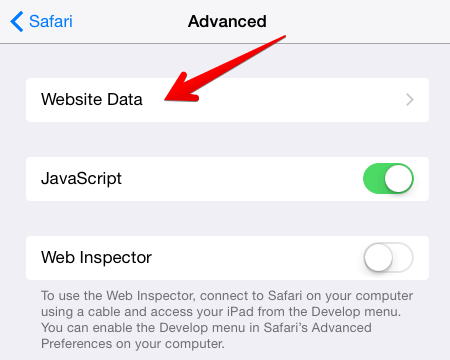 Safari
Advanced
Website Data
JavaScript
Web Inspector
To use the Web Inspector, connect to Safari on your computer
using a cable and access your iPad from the Develop menu.
You can enable the Develop menu in Safari's Advanced
Preferences on your computer.